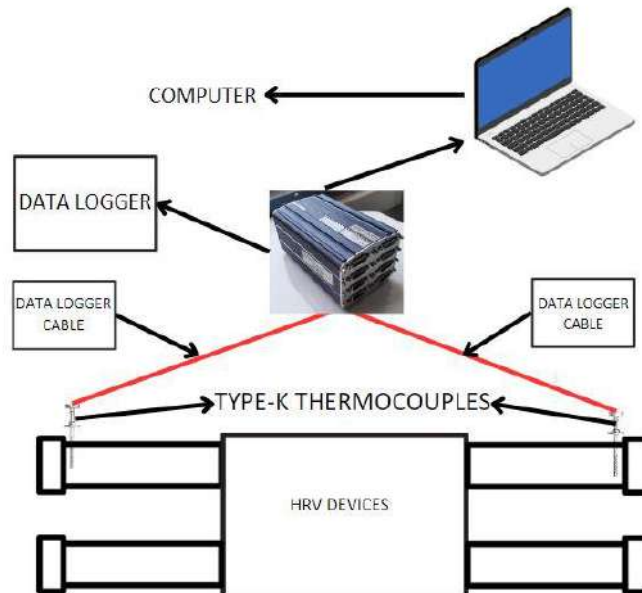 COMPUTER
DATA LOGGER
DATA LOGGER
CABLE
DATA LOGGER
CABLE
TYPE-K THERMOCOUPLES
HRV DEVICES